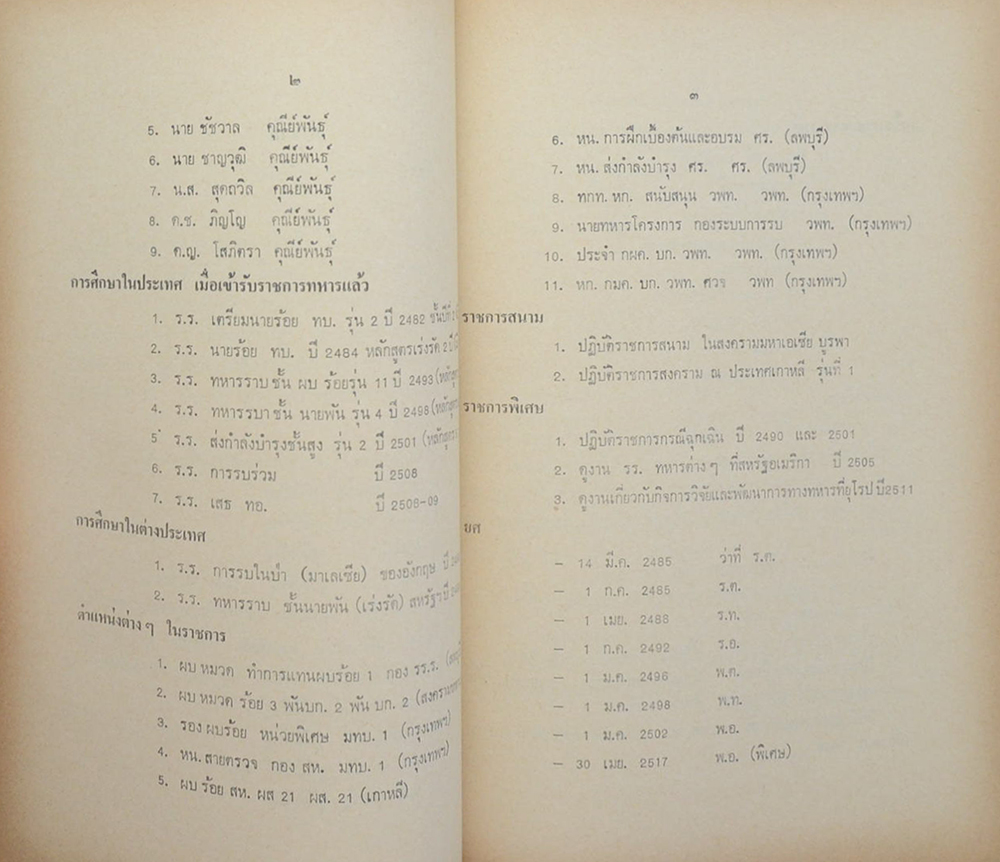 ๒
5. นาย ชัชวาล คุณีย์พันธุ์
6. นาย ชาญวุฒิ คุณีย์พันธุ์
7. น.ส. สุดถวิล คุณีย์พันธุ์
8. ด.ช. ภิญโญ คุณีย์พันธุ์
9. ด.ญ. โสภิตรา คุณีย์พันธุ์
การศึกษาในประเทศ เมื่อเข้ารับราชการทหารแล้ว
1. ร.ร. เตรียมนายร้อย ทบ. รุ่น 2 ปี 2482 ชั้นปีที่ 2
2. ร.ร. นายร้อย ทบ. ปี 2484 หลักสูตรเร่งรัด 2 ปี
3. ร.ร. ทหารราบ ชั้น ผบ ร้อยรุ่น 11 ปี 2493
4. ร.ร. ทหารรบา ชั้น นายพัน รุ่น 4 ปี 2498
5 ร.ร. ส่งกำลังบำรุงชั้นสูง รุ่น 2 ปี 2501
6. ร.ร. การรบร่วม ปี 2508
7. ร.ร. เสธ ทอ. ปี 2508-09
การศึกษาในต่างประเทศ
1. ร.ร. การรบในป่า (มาเลเซีย) ของอังกฤษ ปี
2. ร.ร. ทหารราบ ชั้นนายพัน (เร่งรัด) สหรัฐฯ ปี
ตำแหน่งต่าง ๆ ในราชการ
1. ผบ หมวด ทำการแทนผบร้อย 1 กอง รร.ร.
2. ผบ หมวด ร้อย 3 พันบก. 2 พัน บก. 2
3. รอง ผบร้อย หน่วยพิเศษ มทบ. 1 (กรุงเทพฯ)
4. หน. สายตรวจ กอง สห. มทบ. 1 (กรุงเทพฯ)
5. ผบ ร้อย สห. ผส 21 ผส. 21 (เกาหลี)
๓
6. หน. การฝึกเบื้องต้นและอบรม ศร. (ลพบุรี)
7. หน. ส่งกำลังบำรุง ศร. ศร. (ลพบุรี)
8. ทกท. หก. สนับสนุน วพท. วพท. (กรุงเทพฯ)
9. นายทหารโครงการ กองระบบการรบ วพท. (กรุงเทพฯ)
10. ประจำ กผค. บก. วพท. วพท. (กรุงเทพฯ)
11. หก. กมค. บก. วพท. ศวจ วพท (กรุงเทพฯ)
ราชการสนาม
1. ปฏิบัติราชการสนาม ในสงครามมหาเอเซีย บูรพา
2. ปฏิบัติราชการสงคราม ณ ประเทศเกาหลี รุ่นที่ 1
ราชการพิเศษ
1. ปฏิบัติราชการกรณีฉุกเฉิน ปี 2490 และ 2501
2. ดูงาน รร. ทหารต่าง ๆ ที่สหรัฐอเมริกา ปี 2505
3. ดูงานเกี่ยวกับกิจการวิจัยและพัฒนาการทางทหารที่ยุโรป ปี2511
ยศ
– 14 มี.ค. 2485 ว่าที่ ร.ต.
– 1 ก.ค. 2485 ร.ต.
– 1 เมย. 2488 ร.ท.
– 1 ก.ค. 2492 ร.อ.
– 1 ม.ค. 2496 พ.ต.
– 1 ม.ค. 2498 พ.ท.
– 1 ม.ค. 2502 พ.อ.
– 30 เมย. 2517 พ.อ. (พิเศษ)